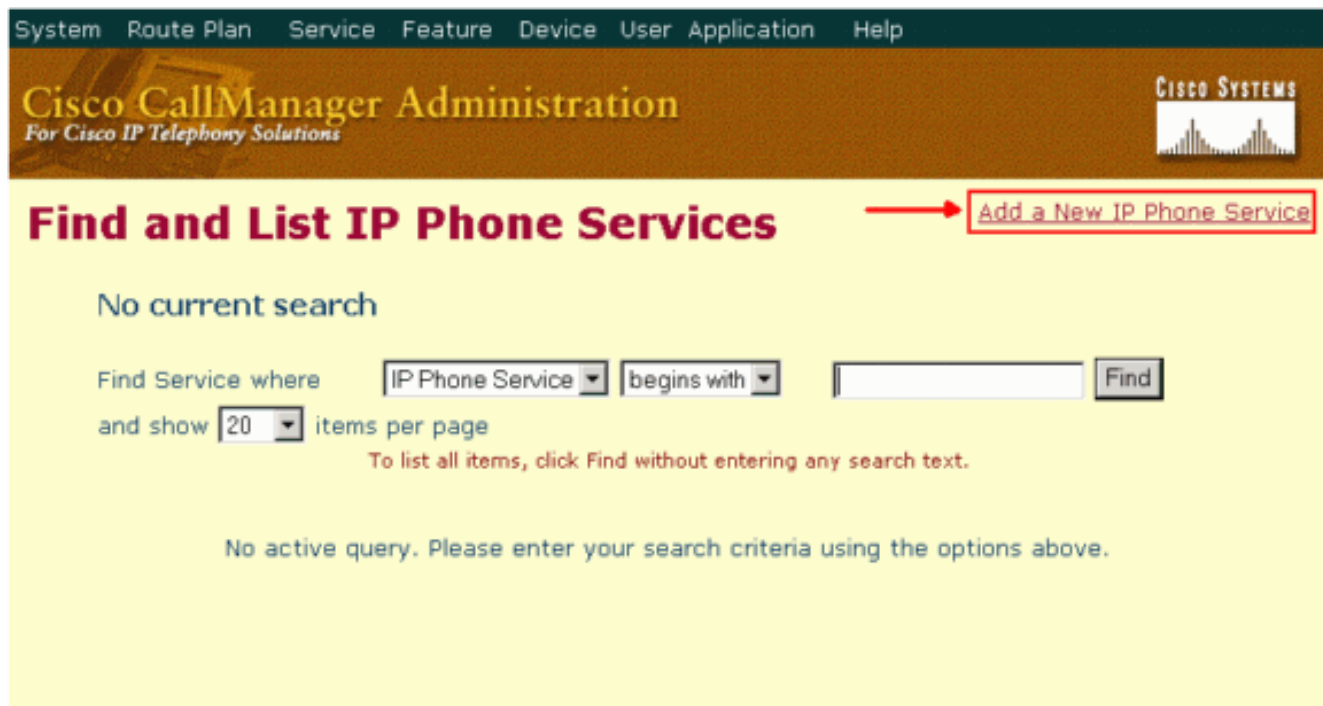 System Route Plan Service Feature Device User Application Help
Cisco CallManager Administration
For Cisco IP Telephony Solutions
CISCO SYSTEMS
Find and List IP Phone Services
Add a New IP Phone Service
No current search
Find Service where IP Phone Service begins with Find
and show 20 items per page
To list all items, click Find without entering any search text.
No active query. Please enter your search criteria using the options above.